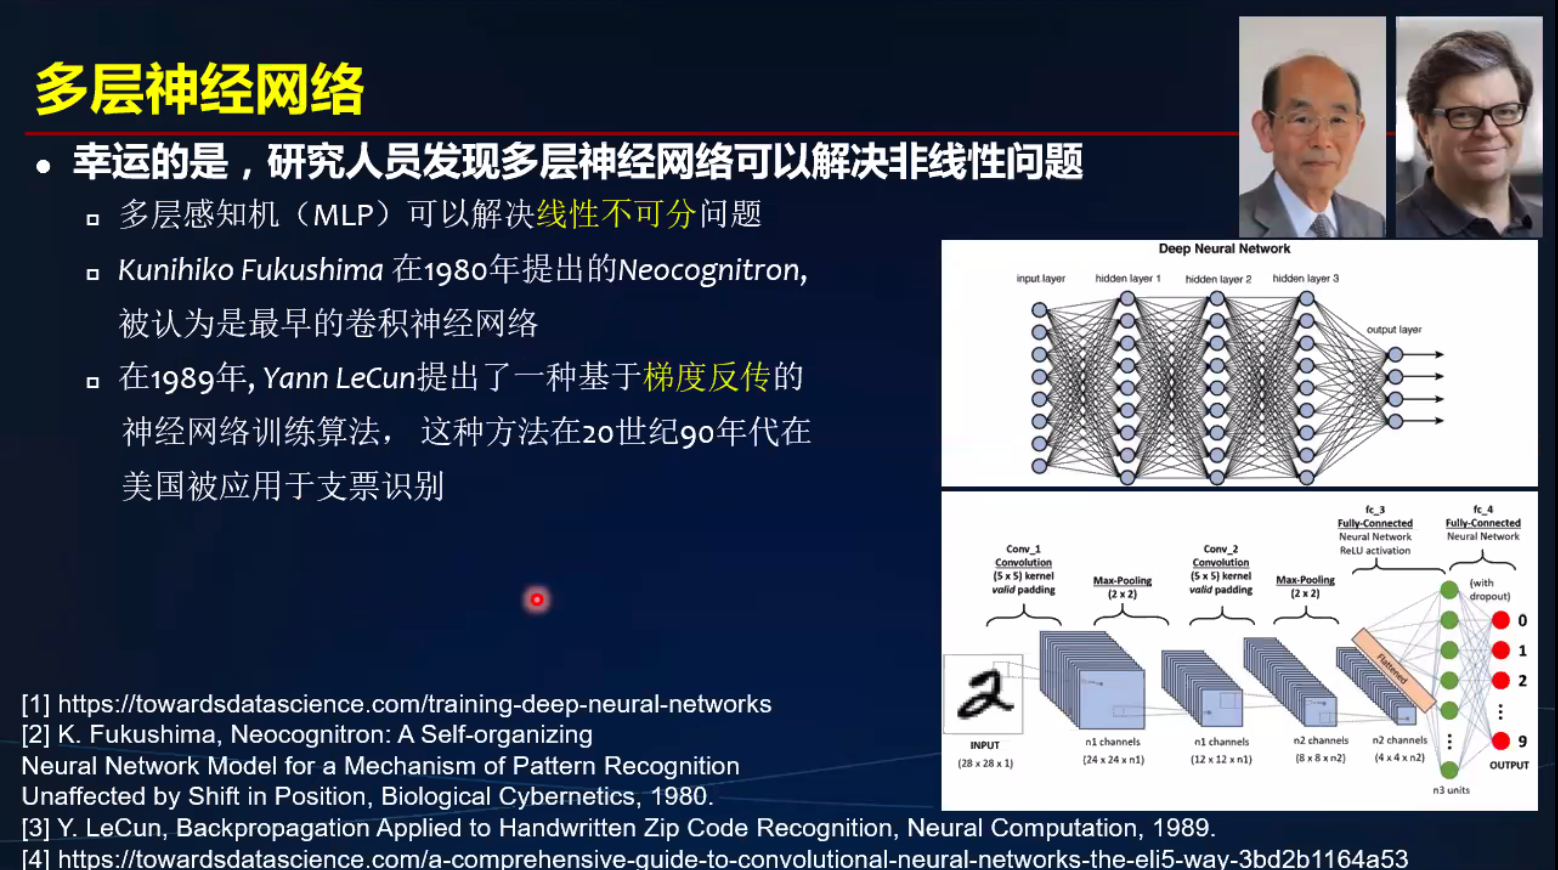 多层神经网络
• 幸运的是，研究人员发现多层神经网络可以解决非线性问题
多层感知机（MLP）可以解决线性不可分问题
Kunihiko Fukushima 在1980年提出的Neocognitron,
被认为是最早的卷积神经网络
在1989年, Yann LeCun提出了一种基于梯度反传的
神经网络训练算法， 这种方法在20世纪90年代在
美国被应用于支票识别
Deep Neural Network
input layer
hidden layer 1
hidden layer 2
hidden layer 3
output layer
fc_3
Fully-Connected
Neural Network
ReLU activation
fc_4
Fully-Connected
Neural Network
Conv_1
Convolution
(5 x 5) kernel
valid padding
Max-Pooling
(2 x 2)
Conv_2
Convolution
(5 x 5) kernel
valid padding
Max-Pooling
(2 x 2)
(with
dropout)
2
Flattened
0
1
2
9
OUTPUT
INPUT
(28 x 28 x 1)
n1 channels
(24 x 24 x n1)
n1 channels
(12 x 12 x n1)
n2 channels
(8 x 8 x n2)
n2 channels
(4 x 4 x n2)
n3 units
[1] https://towardsdatascience.com/training-deep-neural-networks
[2] K. Fukushima, Neocognitron: A Self-organizing
Neural Network Model for a Mechanism of Pattern Recognition
Unaffected by Shift in Position, Biological Cybernetics, 1980.
[3] Y. LeCun, Backpropagation Applied to Handwritten Zip Code Recognition, Neural Computation, 1989.
[4] https://towardsdatascience.com/a-comprehensive-guide-to-convolutional-neural-networks-the-eli5-way-3bd2b1164a53